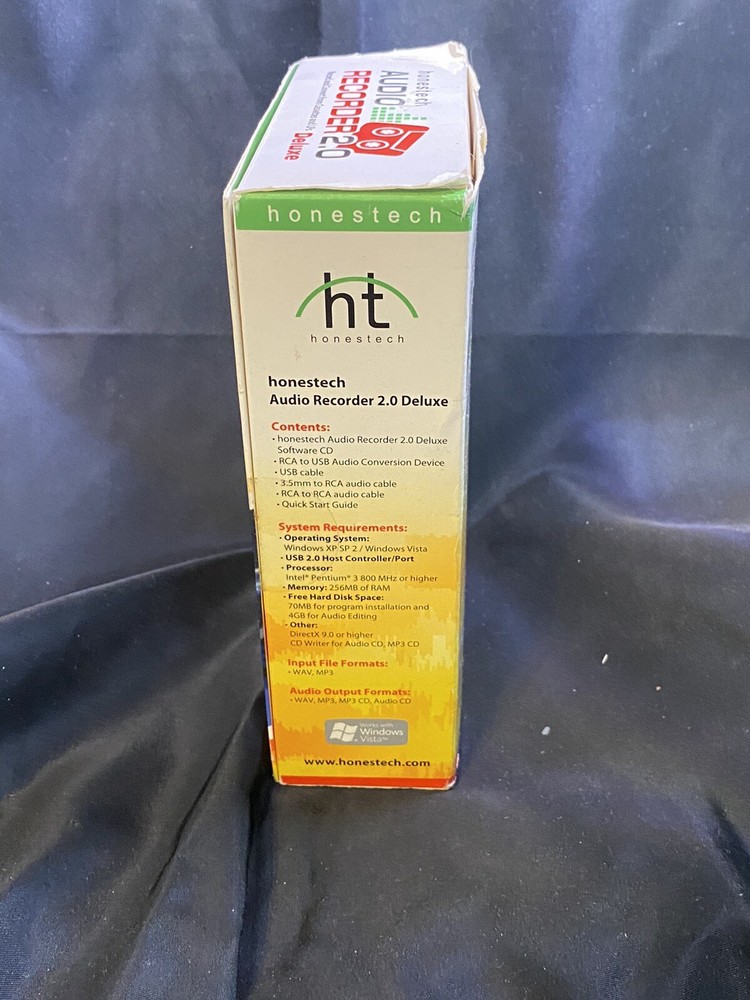 honestech
AUDIO
RECORDER 2.0
Deluxe
honestech
ht
honestech
honestech
Audio Recorder 2.0 Deluxe
Contents:
• honestech Audio Recorder 2.0 Deluxe
Software CD
• RCA to USB Audio Conversion Device
• USB cable
• 3.5mm to RCA audio cable
• RCA to RCA audio cable
• Quick Start Guide
System Requirements:
• Operating System:
Windows XP SP 2 / Windows Vista
• USB 2.0 Host Controller/Port
• Processor:
Intel® Pentium® 3 800 MHz or higher
• Memory: 256MB of RAM
• Free Hard Disk Space:
70MB for program installation and
4GB for Audio Editing
• Other:
DirectX 9.0 or higher
CD Writer for Audio CD, MP3 CD
Input File Formats:
• WAV, MP3
Audio Output Formats:
• WAV, MP3, MP3 CD, Audio CD
Works with
Windows
Vista™
www.honestech.com